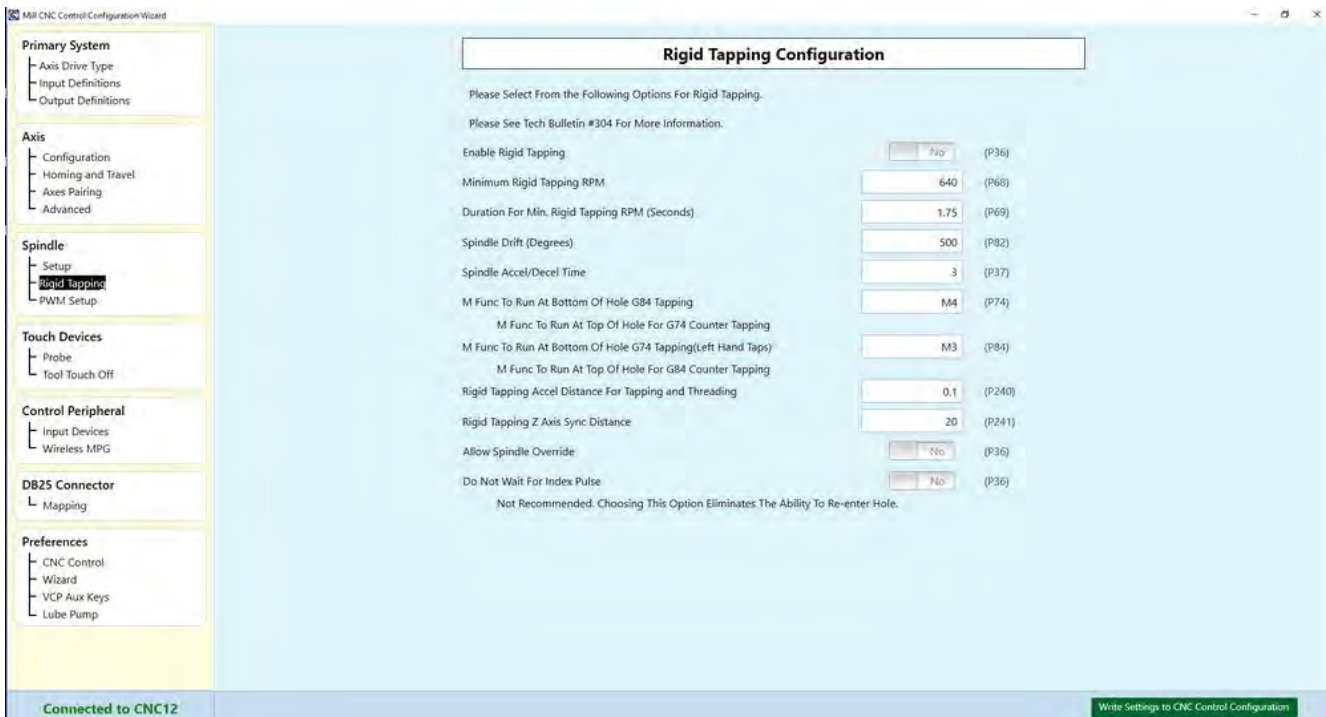 Mill CNC Control Configuration Wizard
Primary System
Axis Drive Type
Input Definitions
Output Definitions
Axis
Configuration
Homing and Travel
Axes Pairing
Advanced
Spindle
Setup
Rigid Tapping
PWM Setup
Touch Devices
Probe
Tool Touch Off
Control Peripheral
Input Devices
Wireless MPG
DB25 Connector
Mapping
Preferences
CNC Control
Wizard
VCP Aux Keys
Lube Pump
Connected to CNC12
Rigid Tapping Configuration
Please Select From the Following Options For Rigid Tapping.
Please See Tech Bulletin #304 For More Information.
Enable Rigid Tapping No (P36)
Minimum Rigid Tapping RPM 640 (P68)
Duration For Min. Rigid Tapping RPM (Seconds) 1.75 (P69)
Spindle Drift (Degrees) 500 (P82)
Spindle Accel/Decel Time 3 (P37)
M Func To Run At Bottom Of Hole G84 Tapping M4 (P74)
M Func To Run At Top Of Hole For G74 Counter Tapping
M Func To Run At Bottom Of Hole G74 Tapping(Left Hand Taps) M3 (P84)
M Func To Run At Top Of Hole For G84 Counter Tapping
Rigid Tapping Accel Distance For Tapping and Threading 0.1 (P240)
Rigid Tapping Z Axis Sync Distance 20 (P241)
Allow Spindle Override No (P36)
Do Not Wait For Index Pulse No (P36)
Not Recommended. Choosing This Option Eliminates The Ability To Re-enter Hole.
Write Settings to CNC Control Configuration